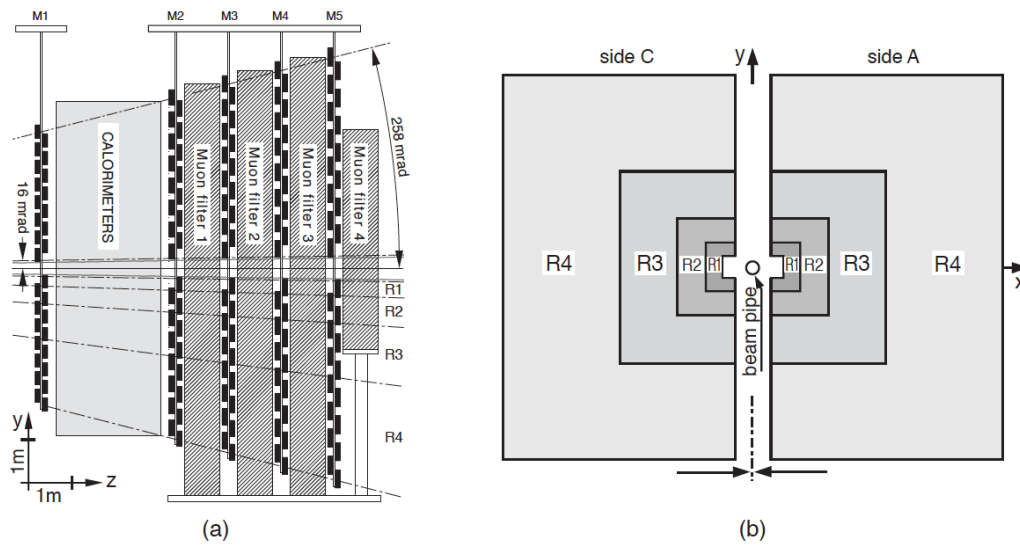 M1
M2
M3
M4
M5
CALORIMETERS
Muon filter 1
Muon filter 2
Muon filter 3
Muon filter 4
258 mrad
16 mrad
R1
R2
R3
R4
y
1m
1m
z
(a)
side C
y
side A
R4
R3
R2
R1
R1
R2
R3
R4
x
beam pipe
(b)